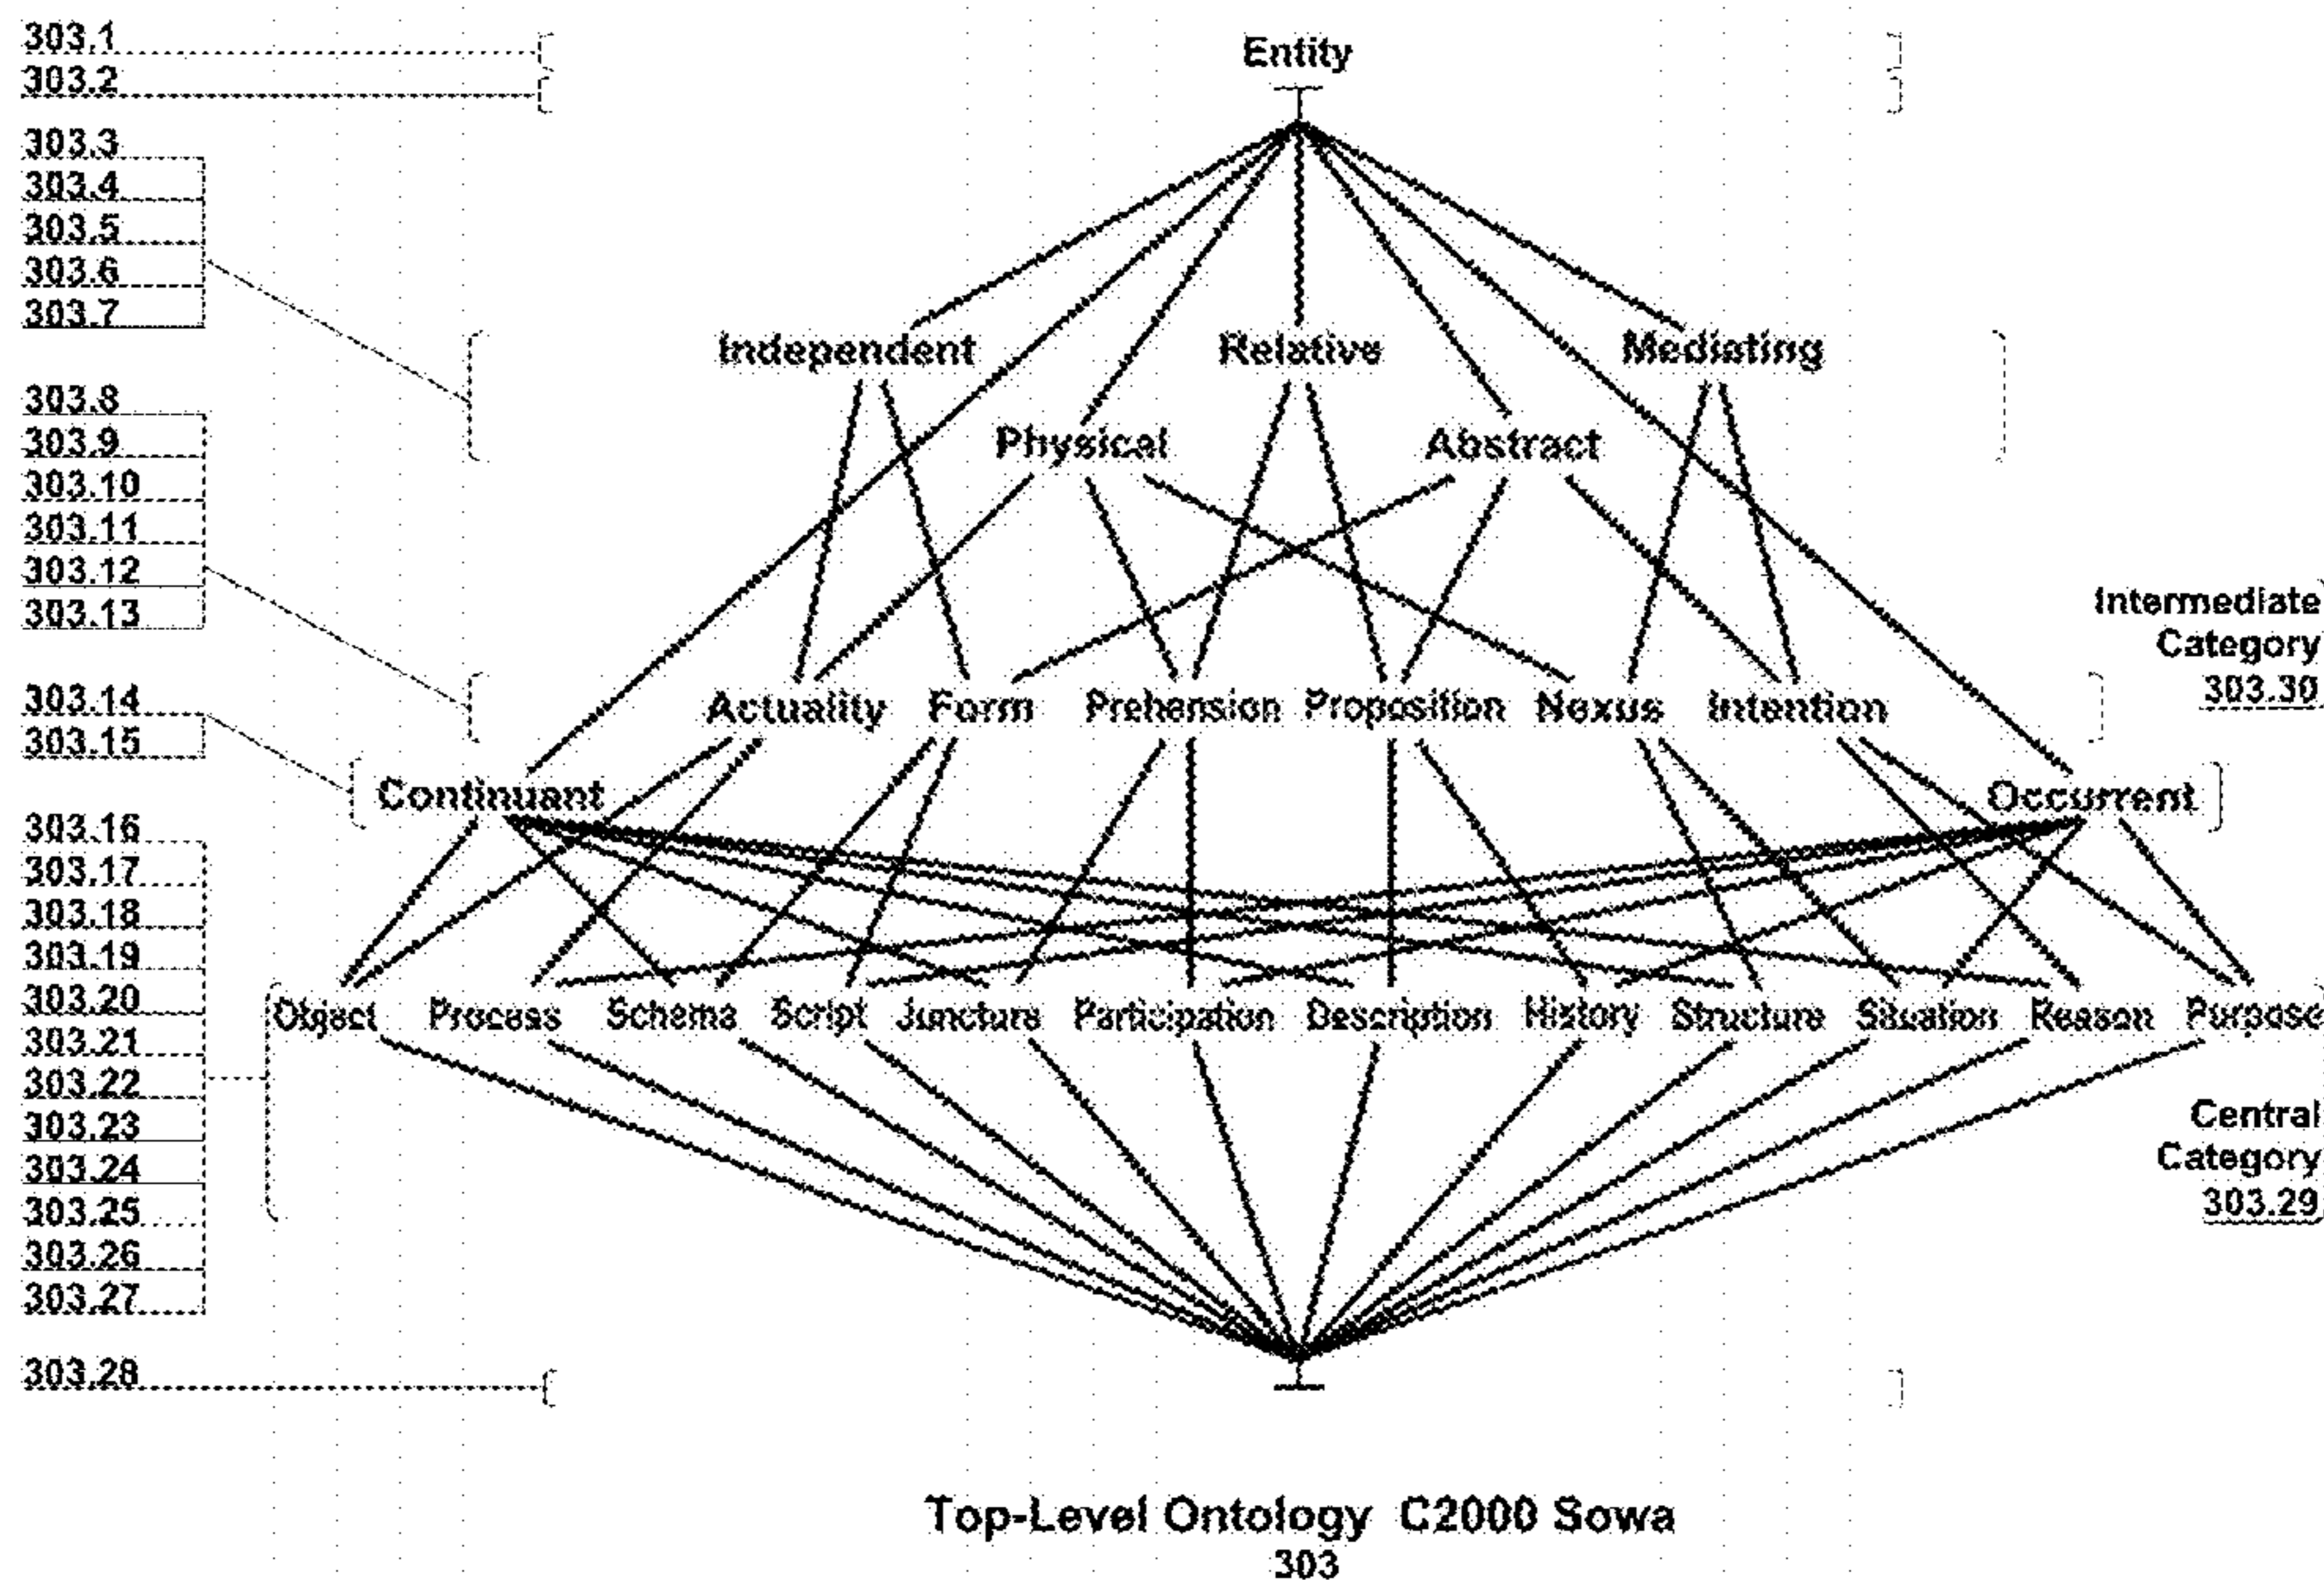 303.1
Entity
303.2
303.3
303.4
303.5
303.6
303.7
Independent Relative Mediating
303.8
303.9
Physical Abstract
303.10
303.11
303.12
303.13
Intermediate
Category
303.30
303.14
Actuality Form Prehension Proposition Nexus Intention
303.15
Continuant Occurrent
303.16
303.17
303.18
303.19
303.20
Object Process Schema Script Juncture Participation Description History Structure Situation Reason Purpose
303.21
303.22
303.23
303.24
303.25
303.26
303.27
Central
Category
303.29
303.28
Top-Level Ontology C2000 Sowa
303